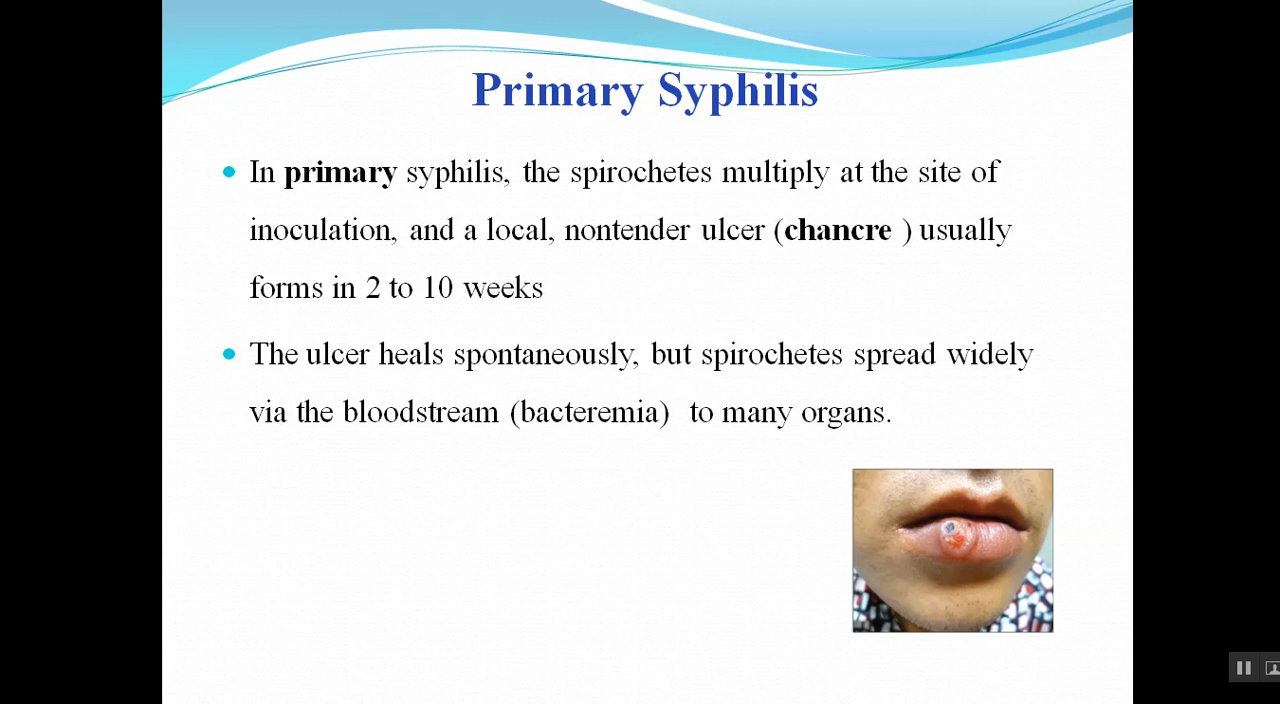 Primary Syphilis
• In primary syphilis, the spirochetes multiply at the site of
inoculation, and a local, nontender ulcer (chancre ) usually
forms in 2 to 10 weeks
• The ulcer heals spontaneously, but spirochetes spread widely
via the bloodstream (bacteremia)  to many organs.